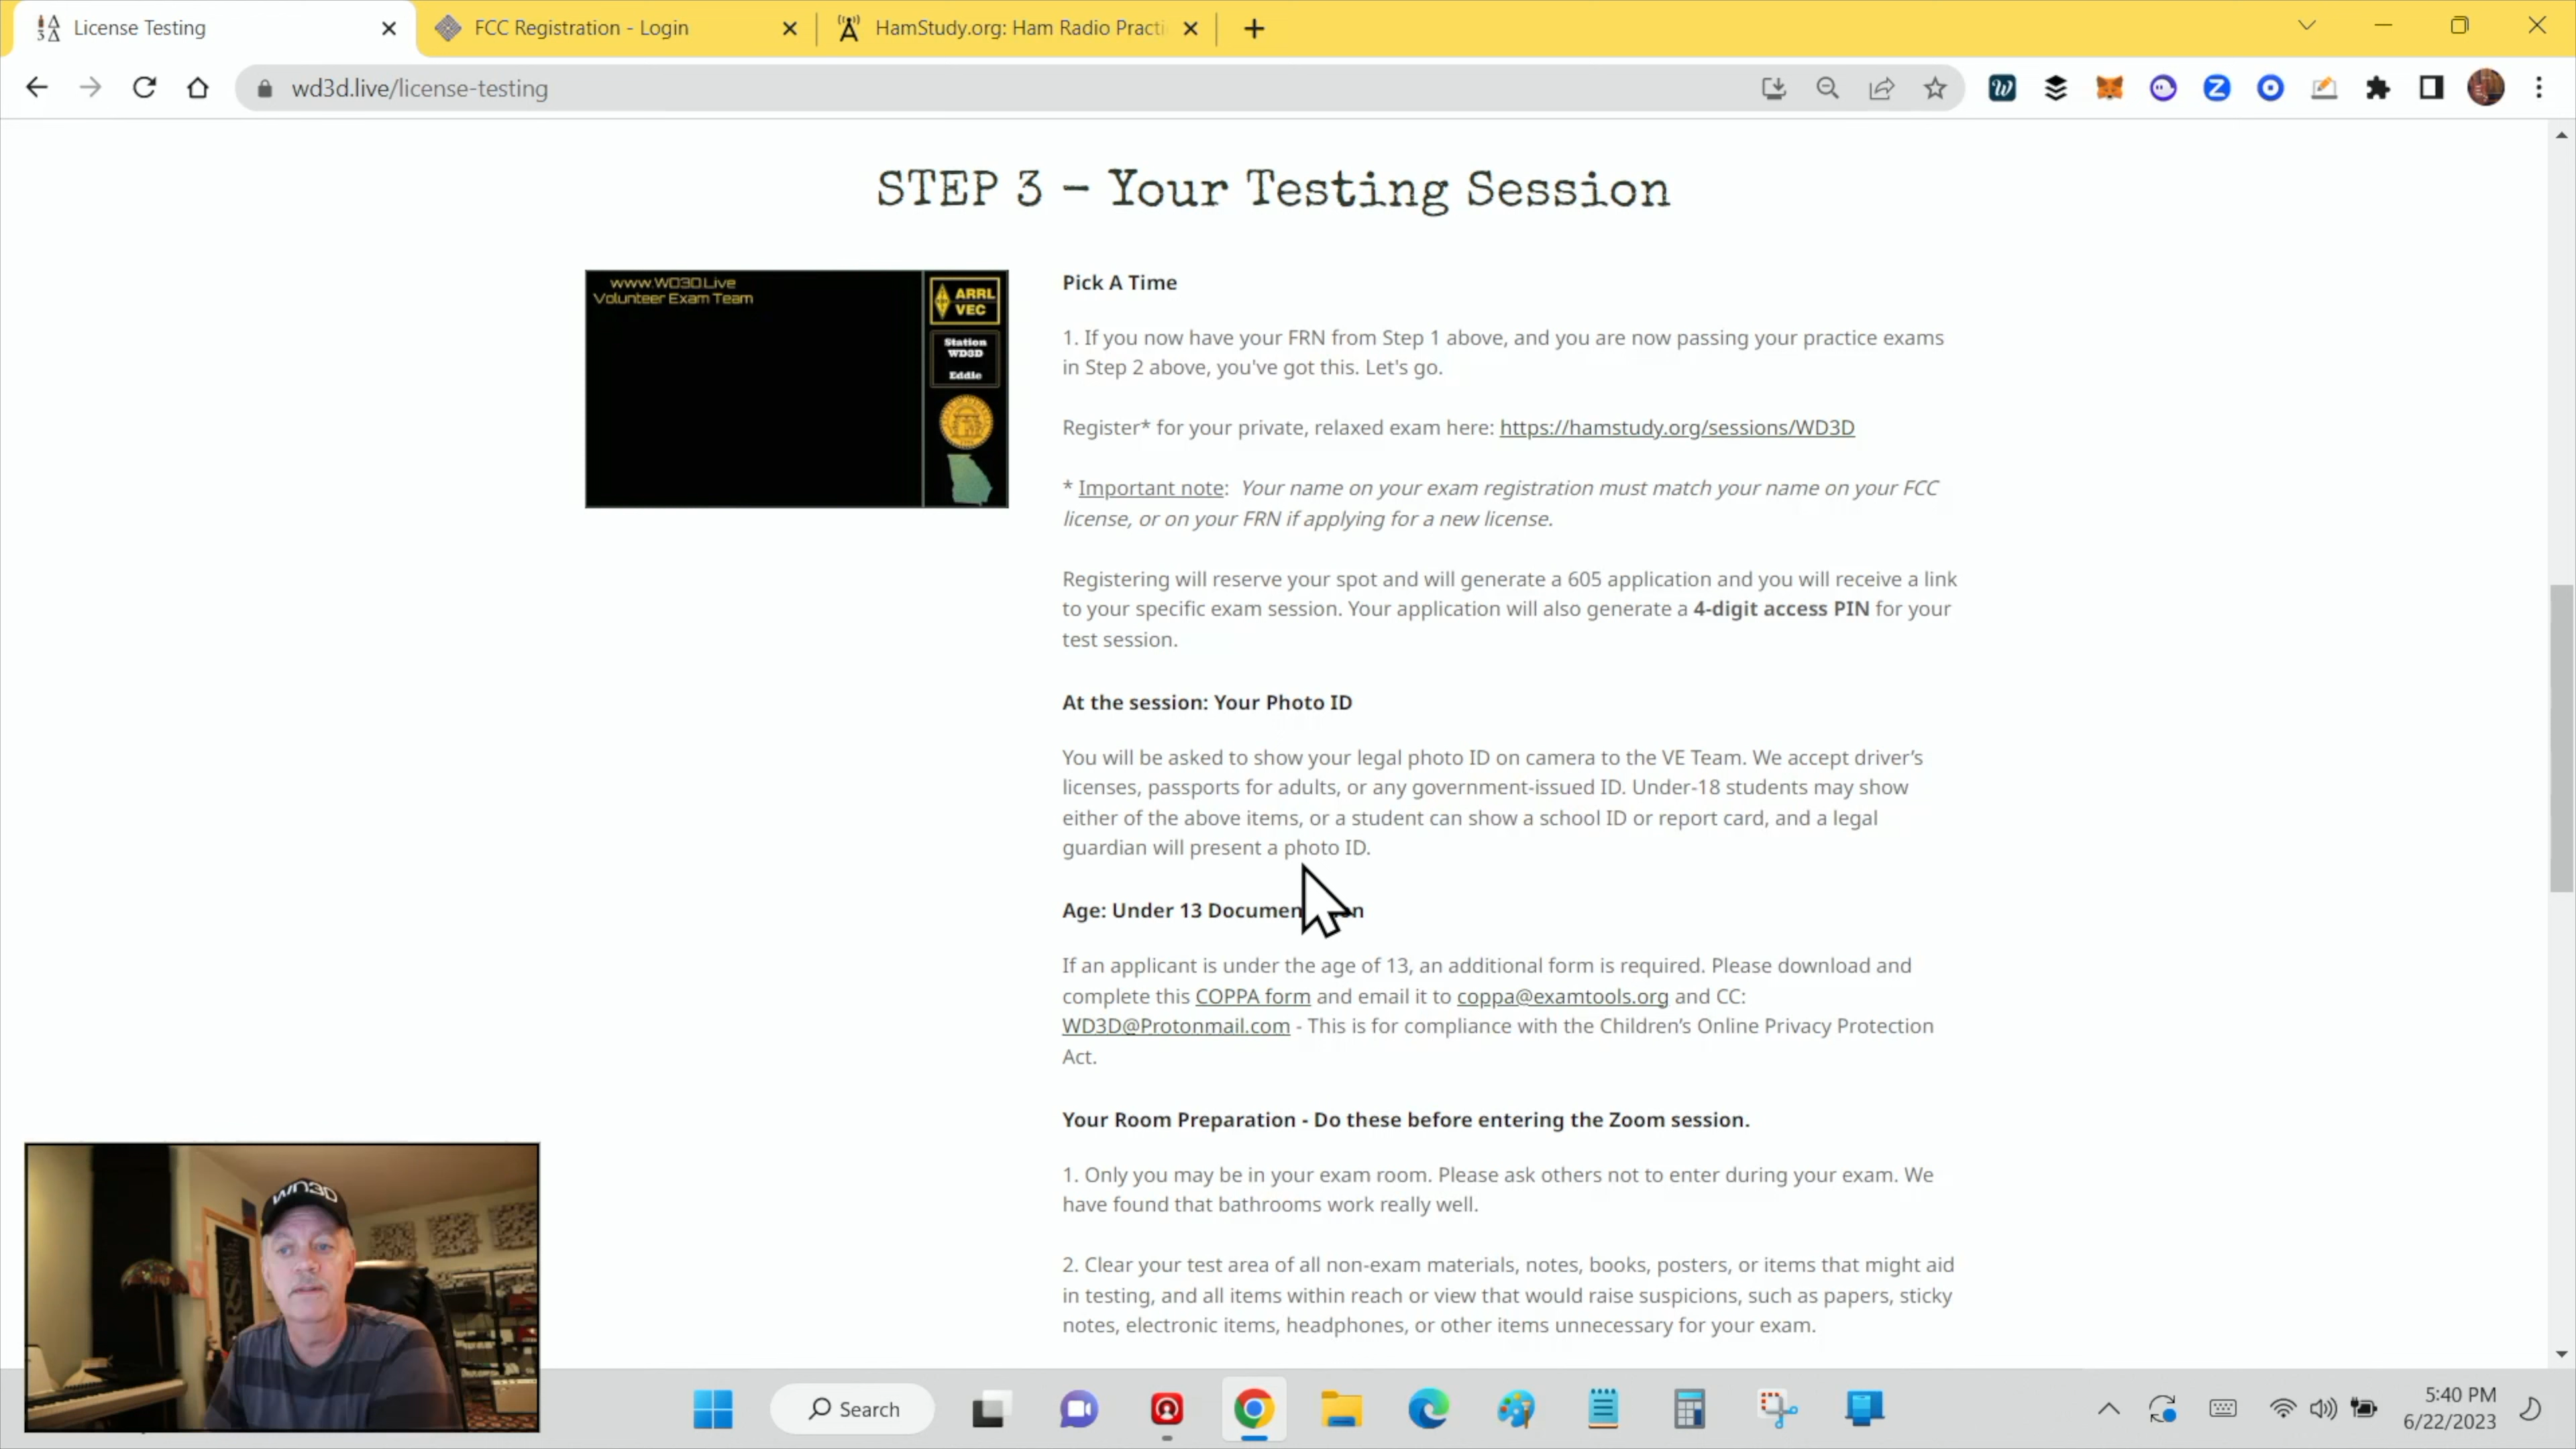 License Testing
FCC Registration - Login
HamStudy.org: Ham Radio Practi
wd3d.live/license-testing
STEP 3 – Your Testing Session
www.WD3D.Live
Volunteer Exam Team
ARRL
VEC
Station
WD3D
Eddie
Pick A Time
1. If you now have your FRN from Step 1 above, and you are now passing your practice exams
in Step 2 above, you've got this. Let's go.
Register* for your private, relaxed exam here: https://hamstudy.org/sessions/WD3D
* Important note: Your name on your exam registration must match your name on your FCC
license, or on your FRN if applying for a new license.
Registering will reserve your spot and will generate a 605 application and you will receive a link
to your specific exam session. Your application will also generate a 4-digit access PIN for your
test session.
At the session: Your Photo ID
You will be asked to show your legal photo ID on camera to the VE Team. We accept driver’s
licenses, passports for adults, or any government-issued ID. Under-18 students may show
either of the above items, or a student can show a school ID or report card, and a legal
guardian will present a photo ID.
Age: Under 13 Documen on
If an applicant is under the age of 13, an additional form is required. Please download and
complete this COPPA form and email it to coppa@examtools.org and CC:
WD3D@Protonmail.com - This is for compliance with the Children’s Online Privacy Protection
Act.
Your Room Preparation - Do these before entering the Zoom session.
1. Only you may be in your exam room. Please ask others not to enter during your exam. We
have found that bathrooms work really well.
2. Clear your test area of all non-exam materials, notes, books, posters, or items that might aid
in testing, and all items within reach or view that would raise suspicions, such as papers, sticky
notes, electronic items, headphones, or other items unnecessary for your exam.
WD3D
Search
5:40 PM
6/22/2023